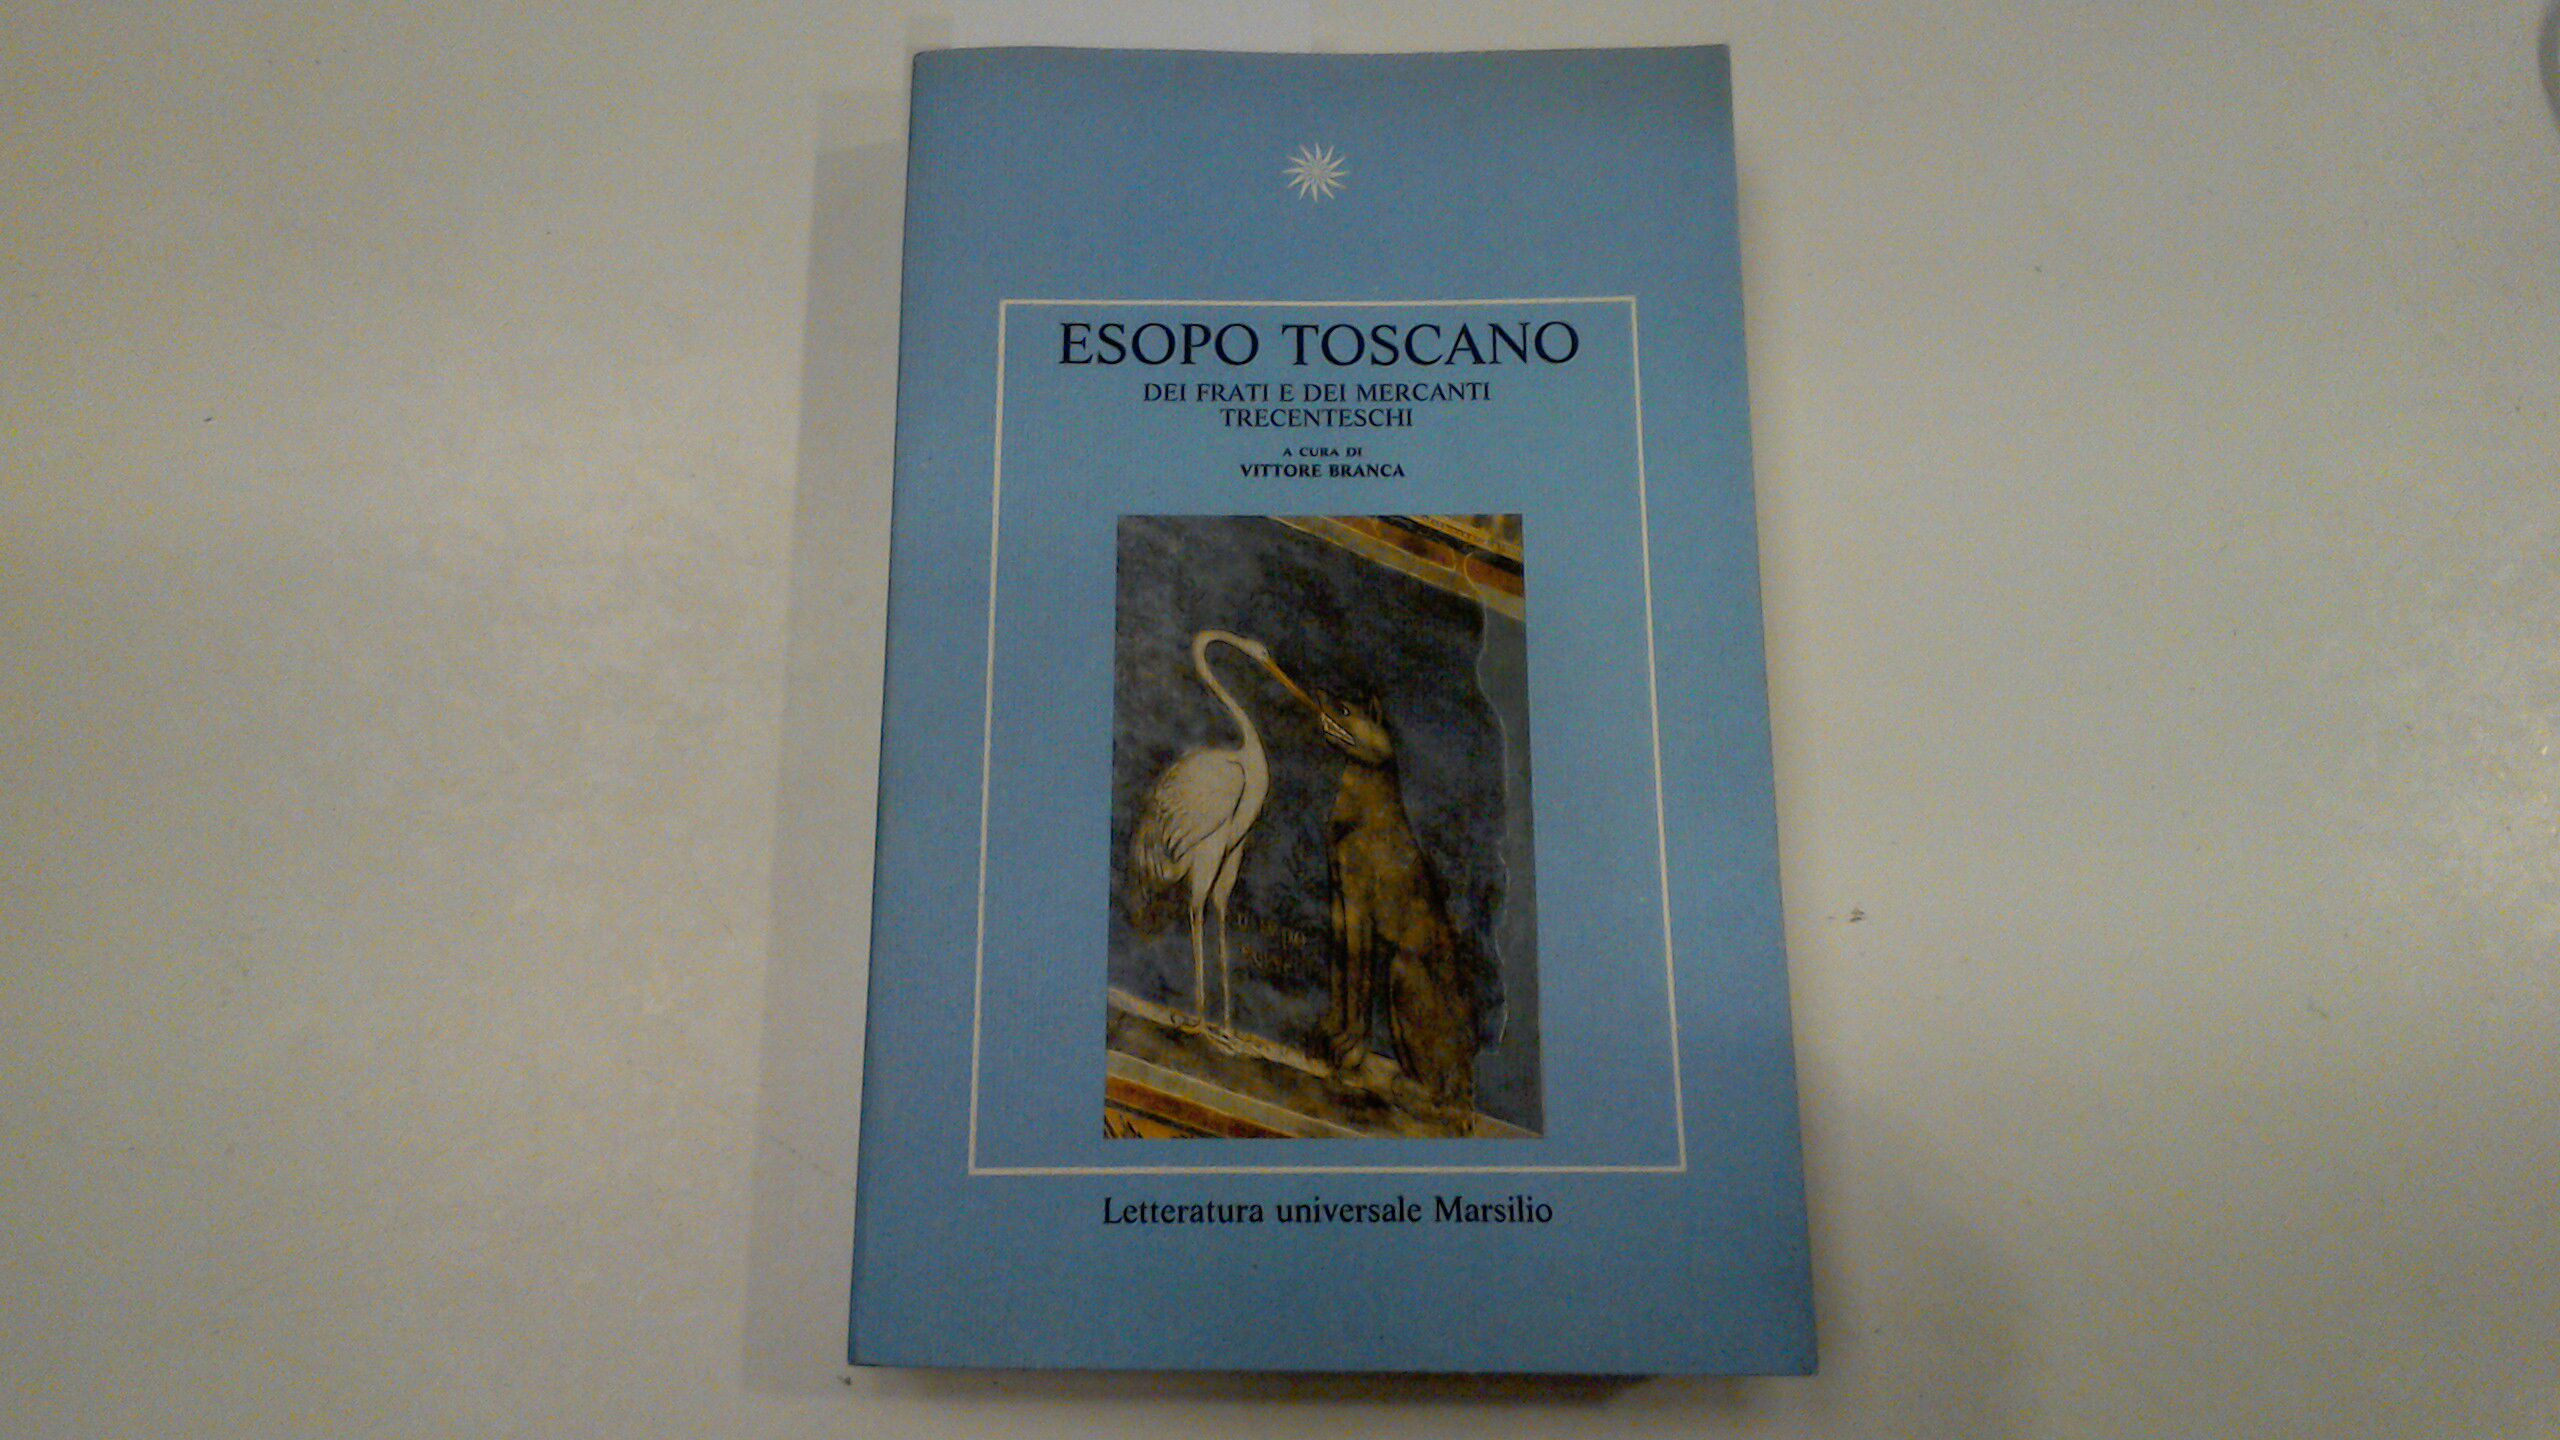 ESOPO TOSCANO
DEI FRATI E DEI MERCANTI
TRECENTESCHI
A CURA DI
VITTORE BRANCA
Letteratura universale Marsilio